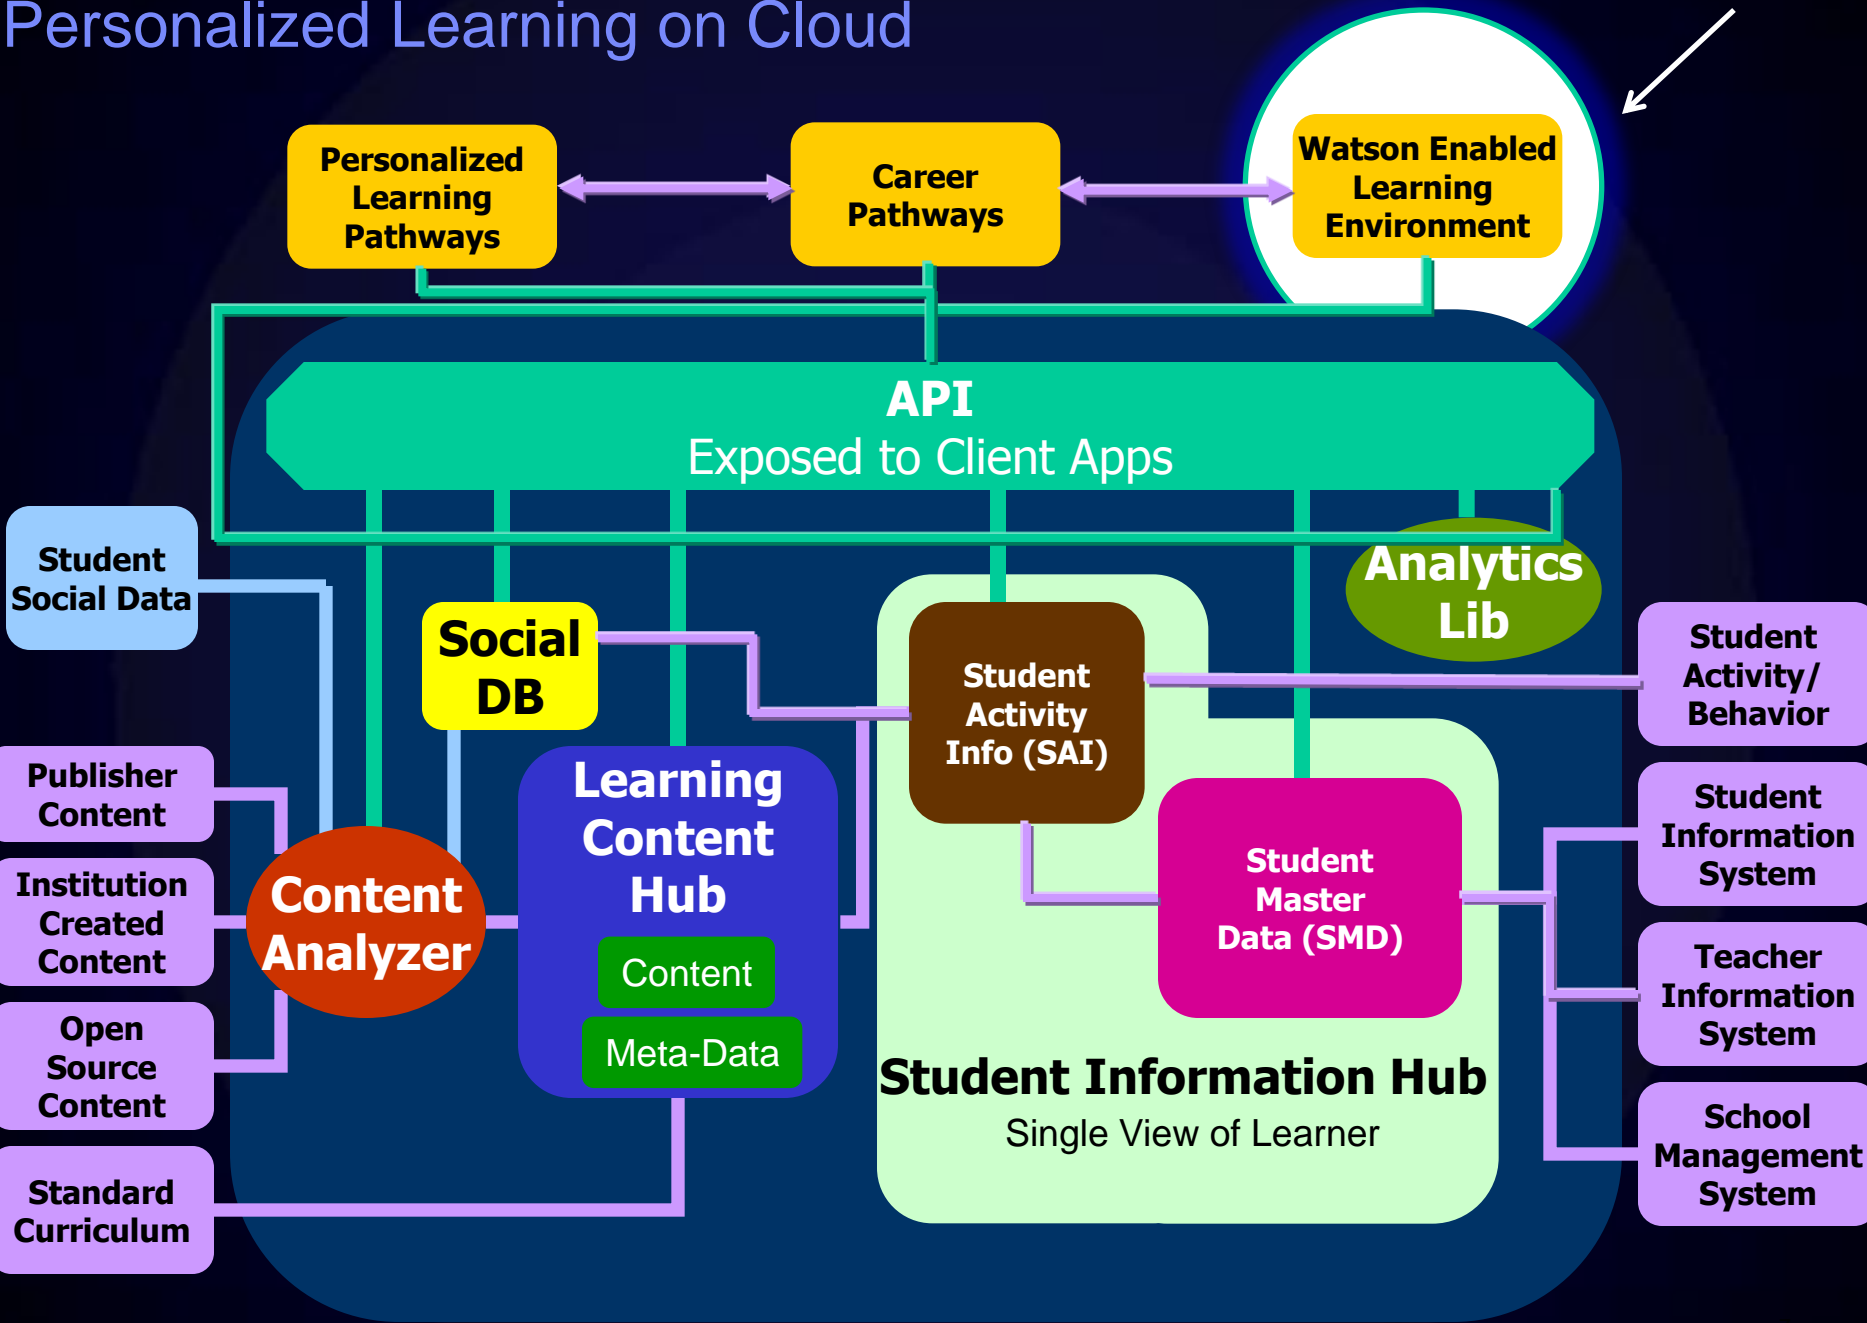 Personalized Learning on Cloud
Personalized
Learning
Pathways
Career
Pathways
Watson Enabled
Learning
Environment
API
Exposed to Client Apps
Student
Social Data
Social
DB
Analytics
Lib
Student
Activity
Info (SAI)
Student
Activity/
Behavior
Publisher
Content
Learning
Content
Hub
Content
Meta-Data
Student
Master
Data (SMD)
Student
Information
System
Institution
Created
Content
Content
Analyzer
Teacher
Information
System
Open
Source
Content
Student Information Hub
Single View of Learner
School
Management
System
Standard
Curriculum